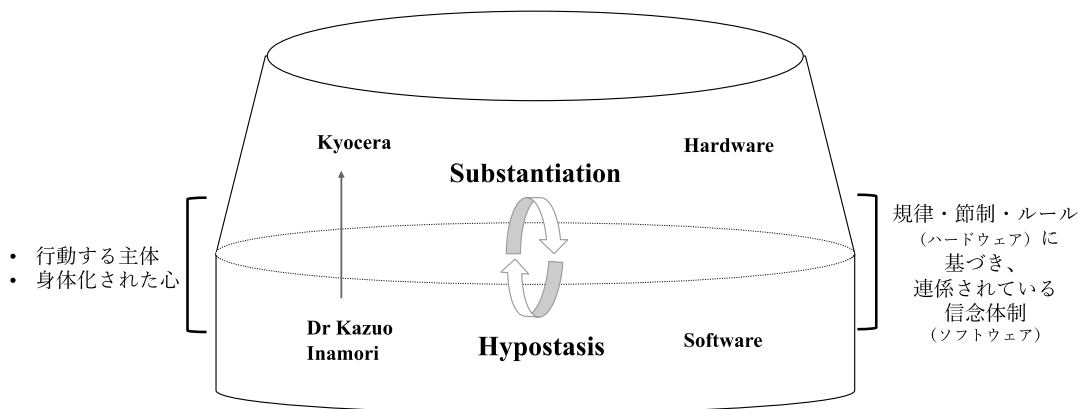 Kyocera
Hardware
Substantiation
• 行動する主体
• 身体化された心
規律・節制・ルール
（ハードウェア）に
基づき、
連係されている
信念体制
（ソフトウェア）
Dr Kazuo
Inamori
Hypostasis
Software